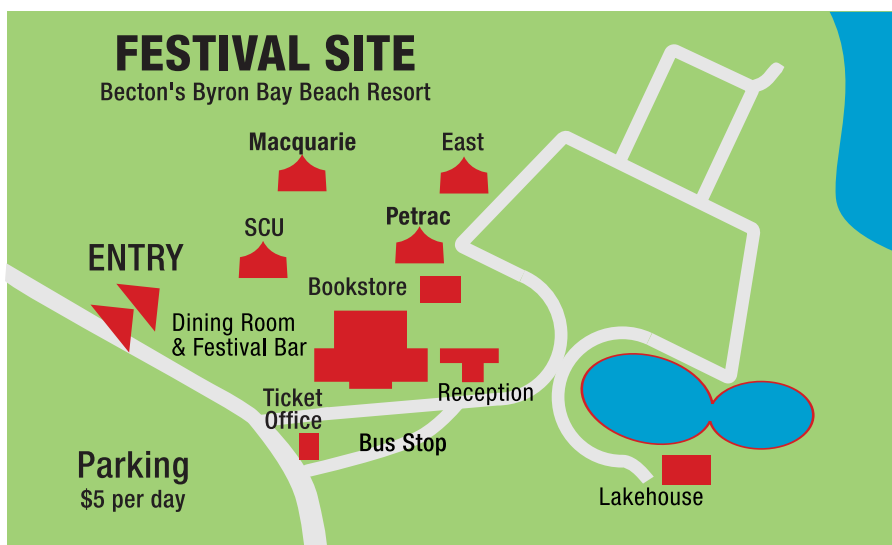 FESTIVAL SITE
Becton's Byron Bay Beach Resort
Macquarie
East
SCU
Petrac
ENTRY
Bookstore
Dining Room
& Festival Bar
Reception
Ticket
Office
Bus Stop
Parking
$5 per day
Lakehouse